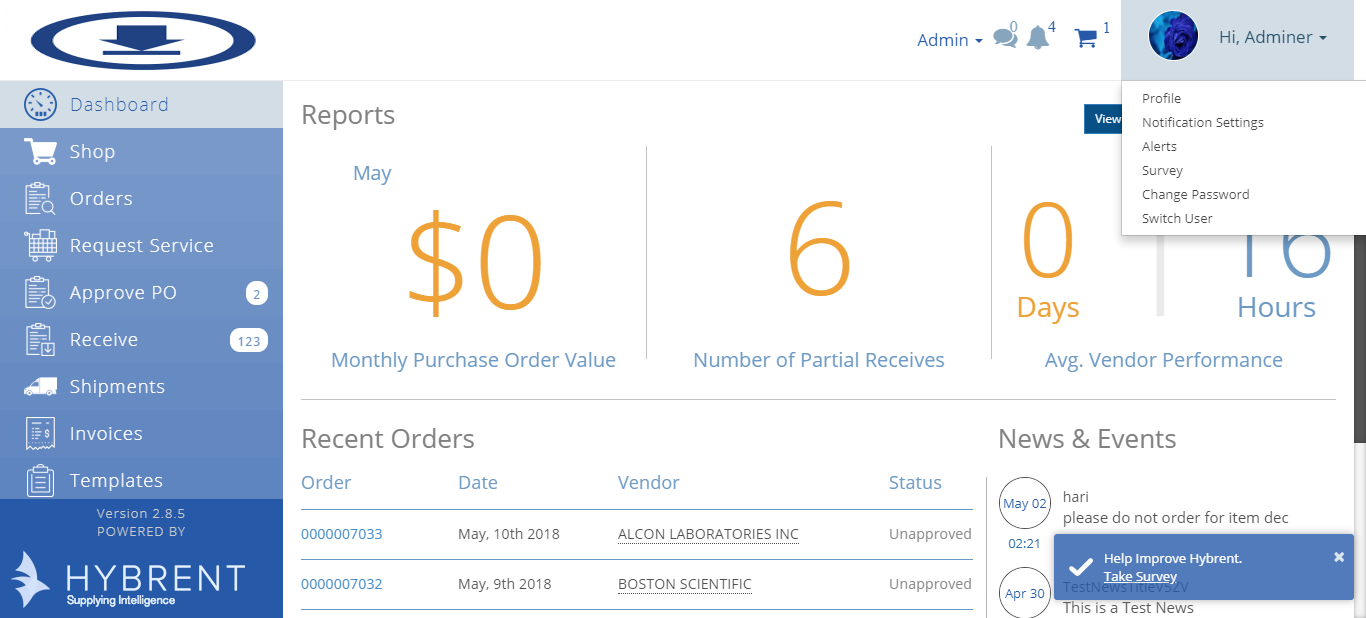 Admin
0
4
1
Hi, Adminer
Profile
Notification Settings
Alerts
Survey
Change Password
Switch User
Dashboard
Shop
Orders
Request Service
Approve PO 2
Receive 123
Shipments
Invoices
Templates
Version 2.8.5
POWERED BY
HYBRENT
Supplying Intelligence
Reports
View
May
$0
Monthly Purchase Order Value
6
Number of Partial Receives
0 16
Days Hours
Avg. Vendor Performance
Recent Orders
Order Date Vendor Status
0000007033 May, 10th 2018 ALCON LABORATORIES INC Unapproved
0000007032 May, 9th 2018 BOSTON SCIENTIFIC Unapproved
News & Events
May 02
02:21
hari
please do not order for item dec
Apr 30
This is a Test News
Help Improve Hybrent.
Take Survey